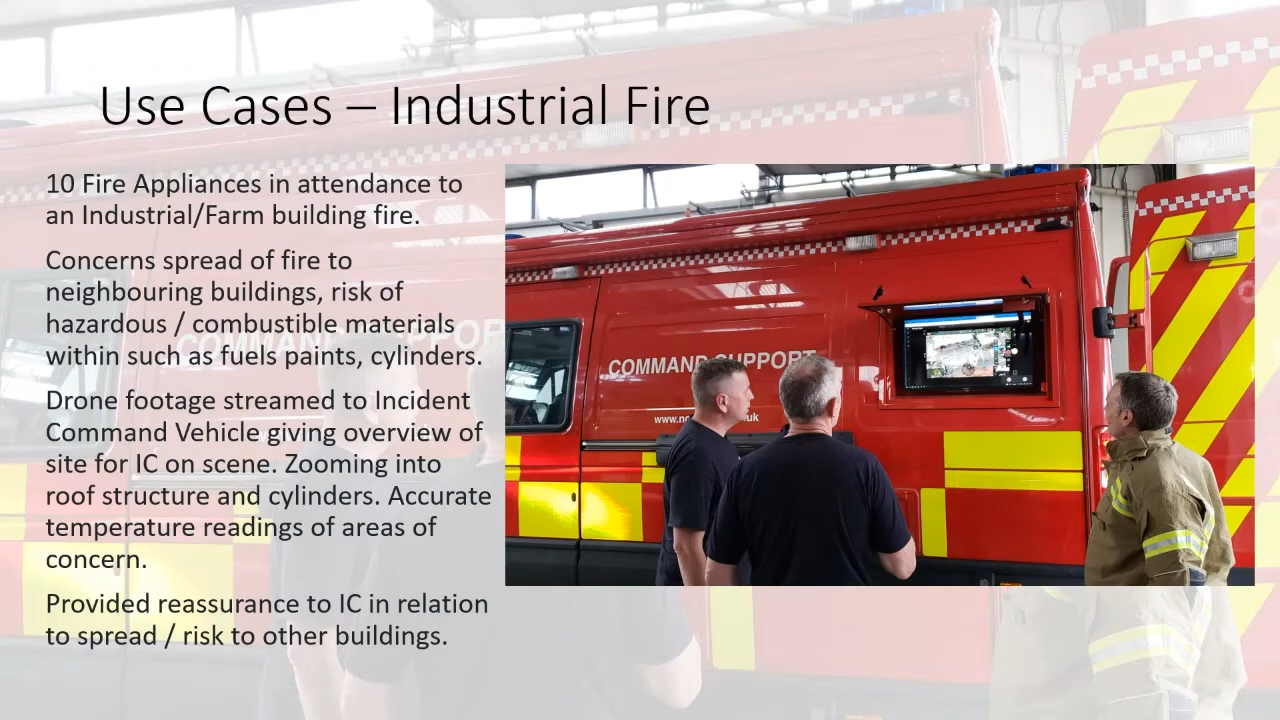 Use Cases – Industrial Fire
10 Fire Appliances in attendance to
an Industrial/Farm building fire.
Concerns spread of fire to
neighbouring buildings, risk of
hazardous / combustible materials
within such as fuels paints, cylinders.
Drone footage streamed to Incident
Command Vehicle giving overview of
site for IC on scene. Zooming into
roof structure and cylinders. Accurate
temperature readings of areas of
concern.
Provided reassurance to IC in relation
to spread / risk to other buildings.
COMMAND SUPPORT